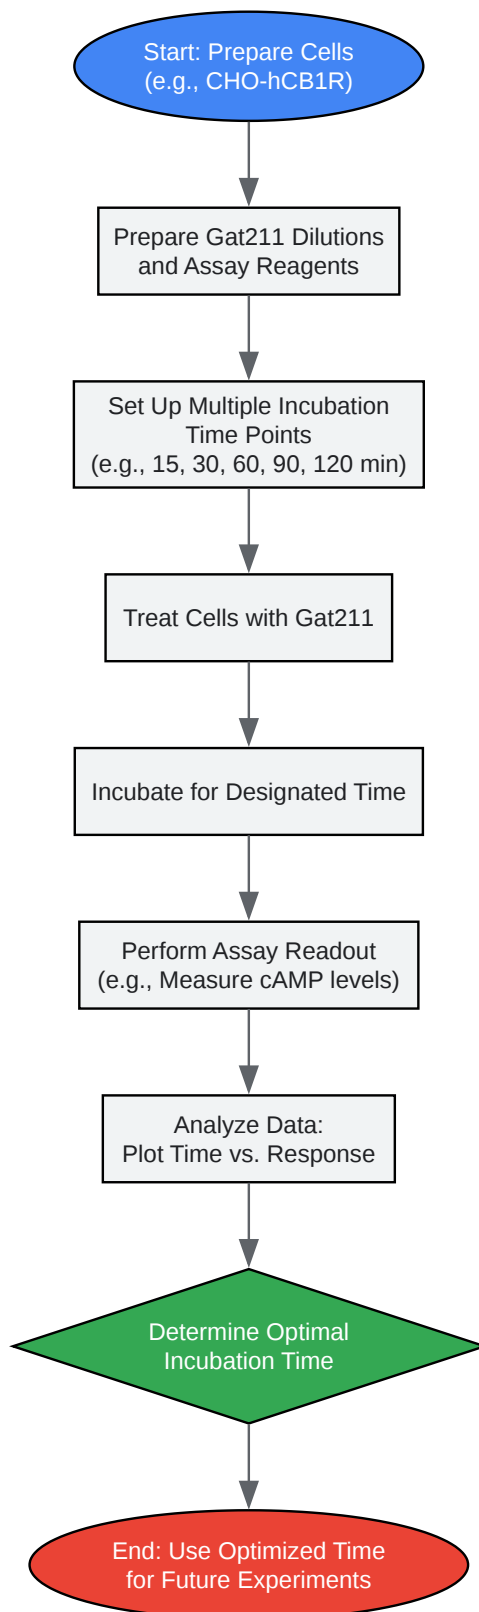 Start: Prepare Cells
(e.g., CHO-hCB1R)
Prepare Gat211 Dilutions
and Assay Reagents
Set Up Multiple Incubation
Time Points
(e.g., 15, 30, 60, 90, 120 min)
Treat Cells with Gat211
Incubate for Designated Time
Perform Assay Readout
(e.g., Measure cAMP levels)
Analyze Data:
Plot Time vs. Response
Determine Optimal
Incubation Time
End: Use Optimized Time
for Future Experiments